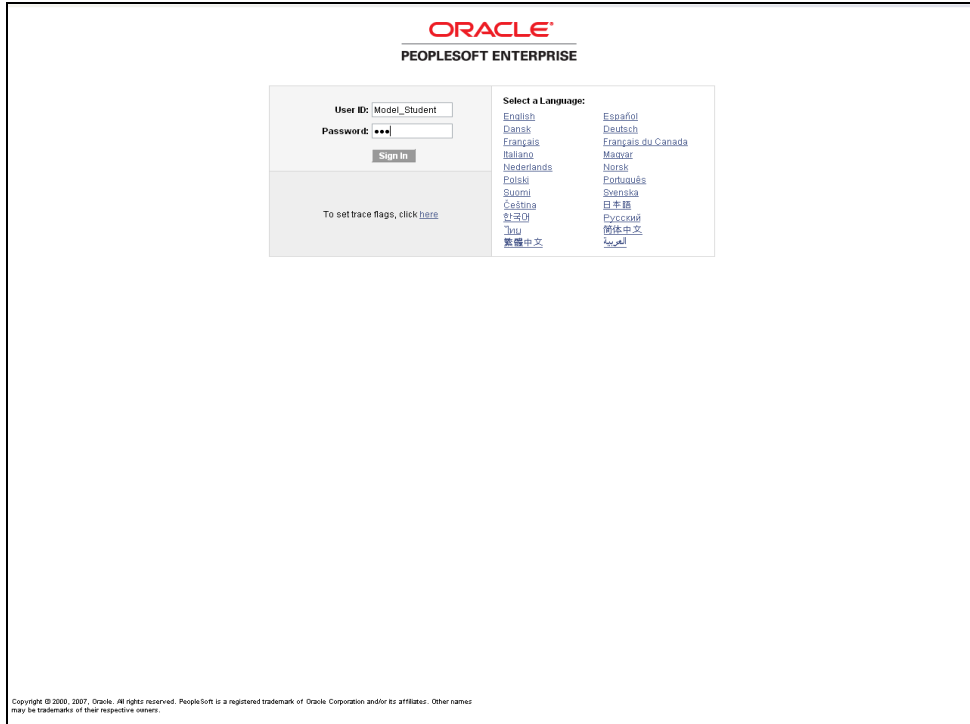 ORACLE®
PEOPLESOFT ENTERPRISE
User ID: Model_Student
Password: •••
Sign In
To set trace flags, click here
Select a Language:
English Español
Dansk Deutsch
Français Français du Canada
Italiano Magyar
Nederlands Norsk
Polski Português
Suomi Svenska
Čeština 日本語
한국어 Русский
ไทย 简体中文
繁體中文 العربية
Copyright © 2000, 2007, Oracle. All rights reserved. PeopleSoft is a registered trademark of Oracle Corporation and/or its affiliates. Other names
may be trademarks of their respective owners.